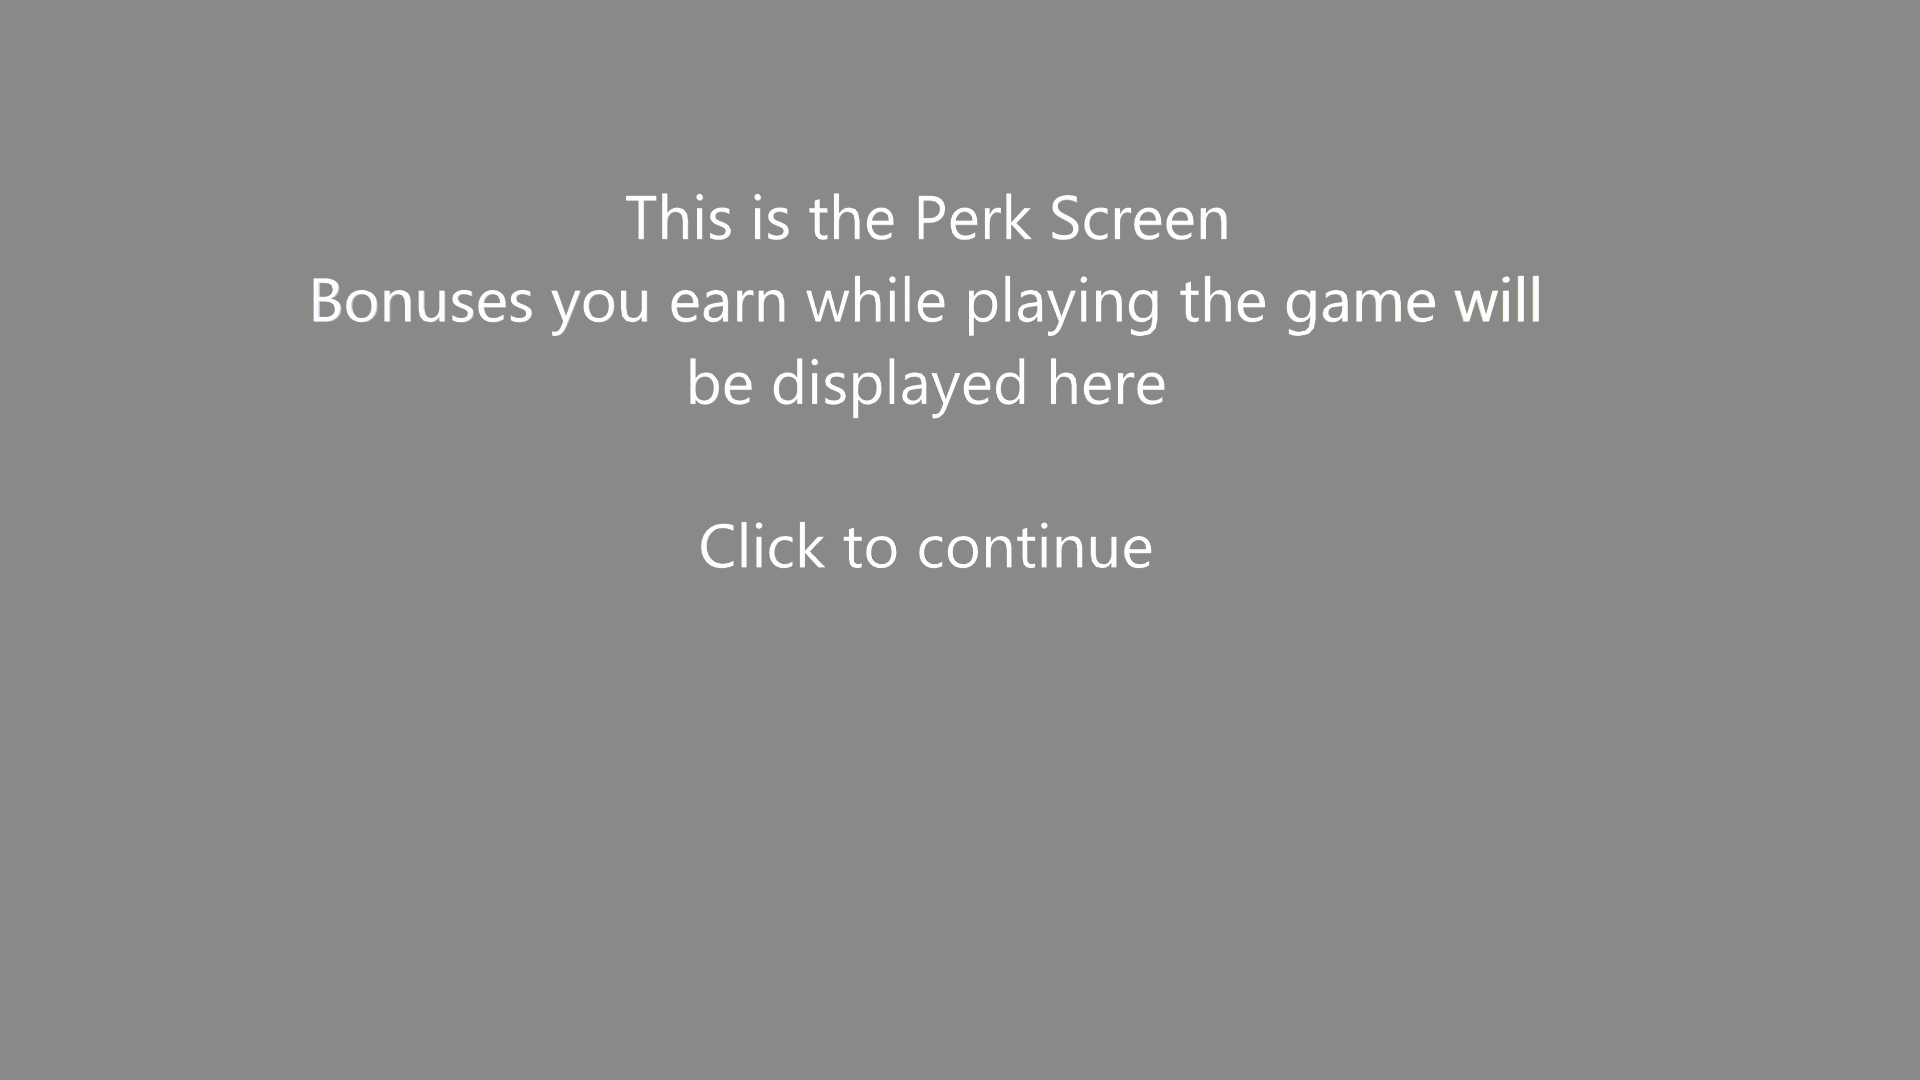 This is the Perk Screen
Bonuses you earn while playing the game will
be displayed here
Click to continue